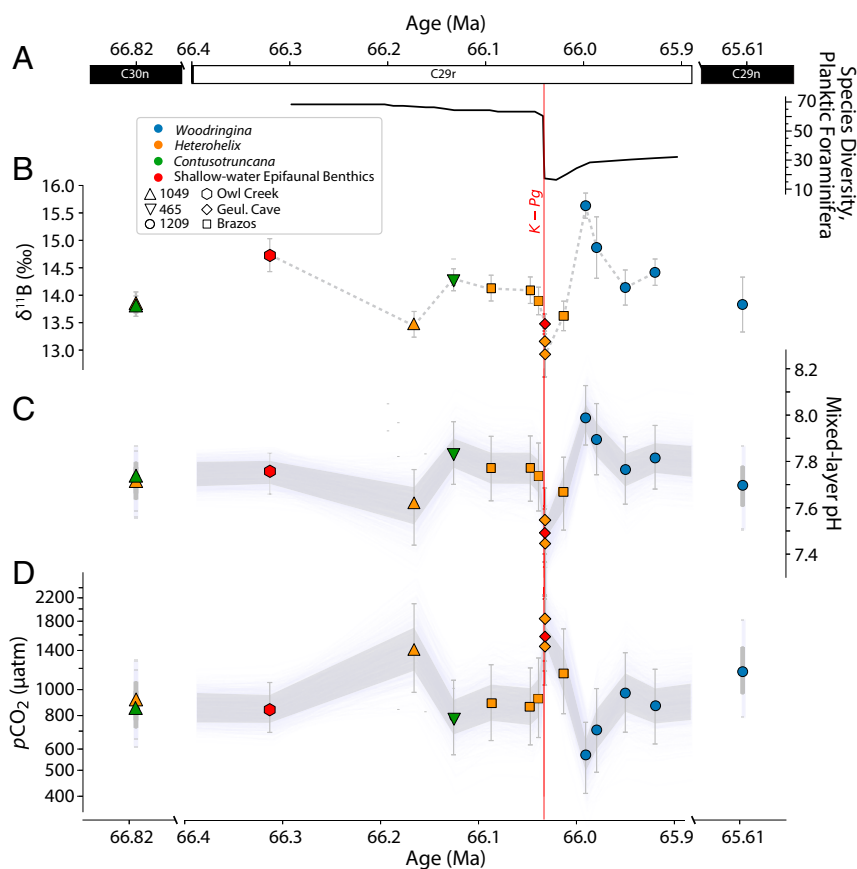 Age (Ma)
66.82 66.4 66.3 66.2 66.1 66.0 65.9 65.61
A
C30n C29r C29n
Species Diversity,
Planktic Foraminifera
70
50
30
10
Woodringina
Heterohelix
Contusotruncana
Shallow-water Epifaunal Benthics
1049 Owl Creek
465 Geul. Cave
1209 Brazos
K – Pg
B
δ¹¹B (‰)
16.0
15.0
14.5
14.0
13.5
13.0
C
Mixed-layer pH
8.2
8.0
7.8
7.6
7.4
D
pCO₂ (μatm)
2200
1800
1400
1000
800
600
500
400
66.82 66.4 66.3 66.2 66.1 66.0 65.9 65.61
Age (Ma)